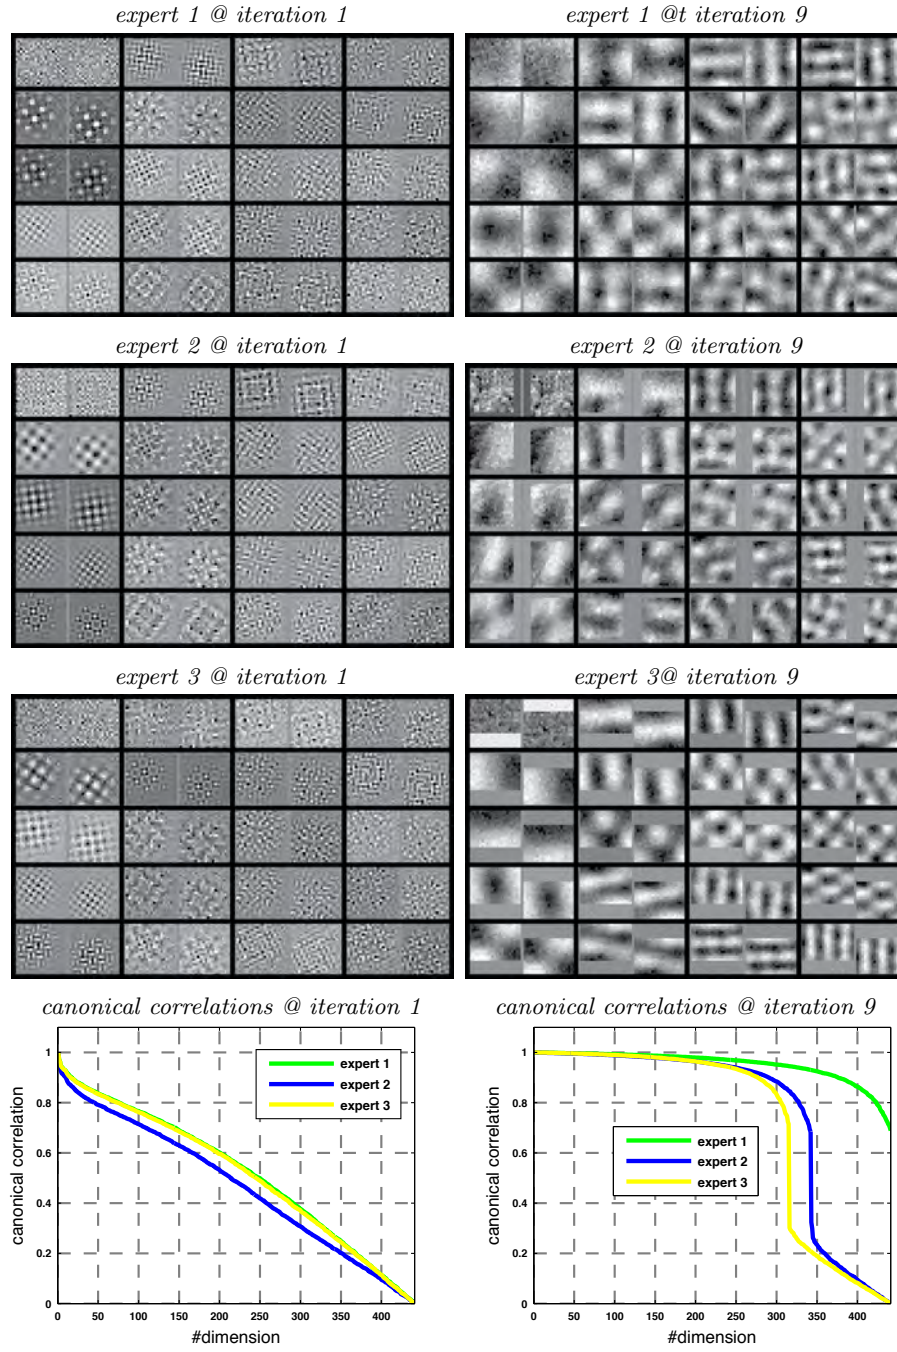 expert 1 @ iteration 1
expert 1 @t iteration 9
expert 2 @ iteration 1
expert 2 @ iteration 9
expert 3 @ iteration 1
expert 3@ iteration 9
canonical correlations @ iteration 1
canonical correlations @ iteration 9
canonical correlation
1
0.8
0.6
0.4
0.2
0
expert 1
expert 2
expert 3
0 50 100 150 200 250 300 350 400
#dimension
canonical correlation
1
0.8
0.6
0.4
0.2
0
expert 1
expert 2
expert 3
0 50 100 150 200 250 300 350 400
#dimension